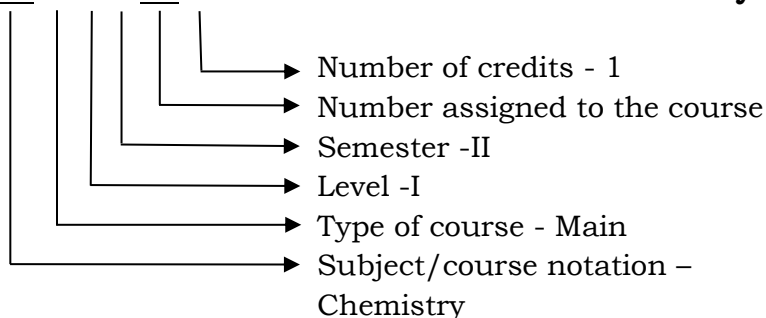 Number of credits - 1
Number assigned to the course
Semester -II
Level -I
Type of course - Main
Subject/course notation –
Chemistry